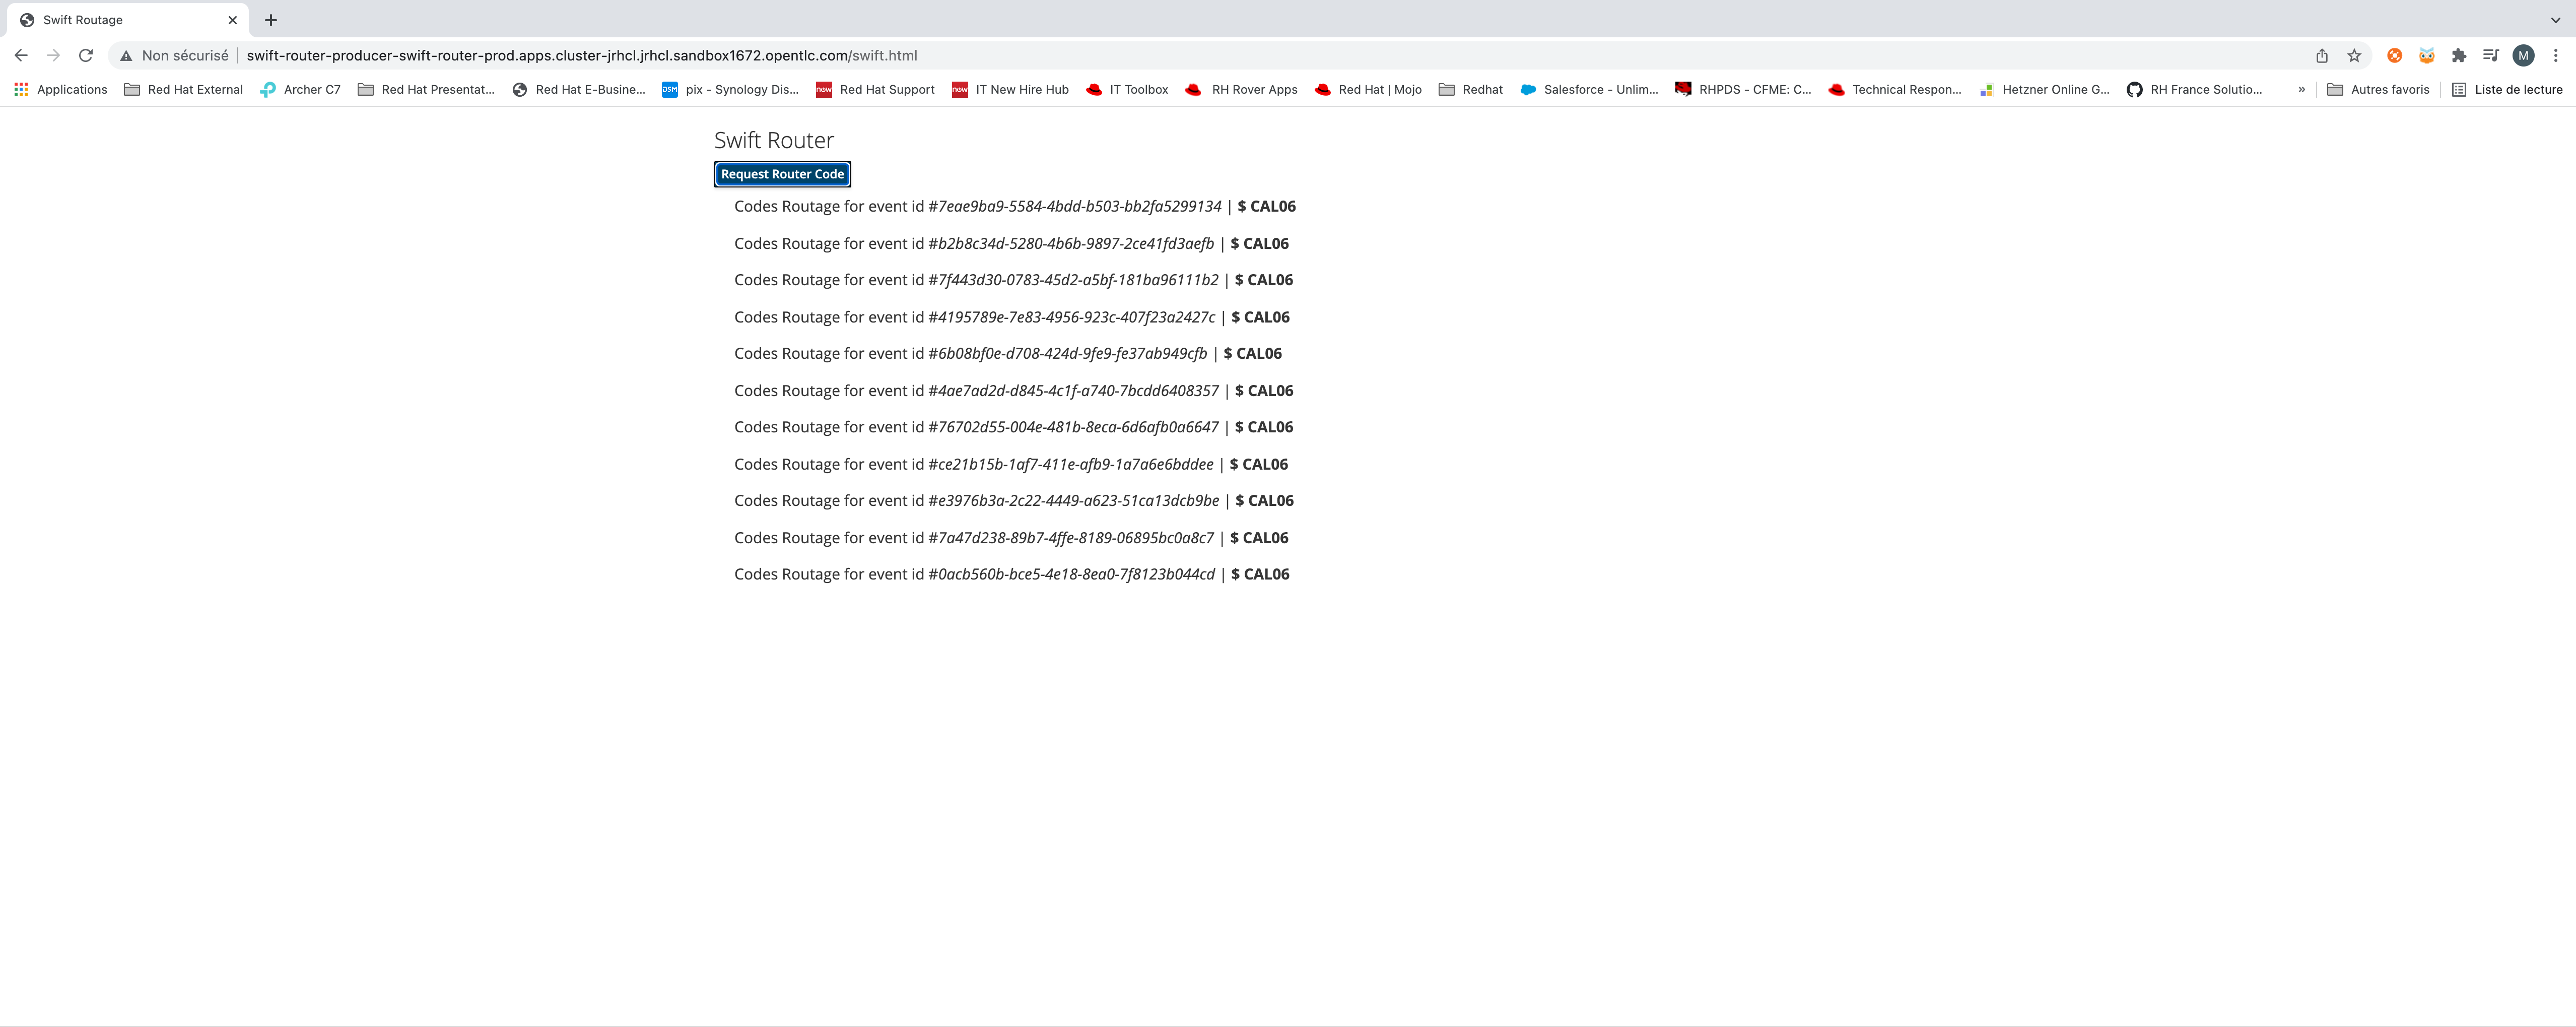 Swift Routage
Non sécurisé | swift-router-producer-swift-router-prod.apps.cluster-jrhcl.jrhcl.sandbox1672.opentlc.com/swift.html
M
Applications Red Hat External Archer C7 Red Hat Presentat... Red Hat E-Busine... DSM pix - Synology Dis... now Red Hat Support now IT New Hire Hub IT Toolbox RH Rover Apps Red Hat | Mojo Redhat Salesforce - Unlim... RHPDS - CFME: C... Technical Respon... Hetzner Online G... RH France Solutio... » Autres favoris Liste de lecture
Swift Router
Request Router Code
Codes Routage for event id #7eae9ba9-5584-4bdd-b503-bb2fa5299134 | $ CAL06
Codes Routage for event id #b2b8c34d-5280-4b6b-9897-2ce41fd3aefb | $ CAL06
Codes Routage for event id #7f443d30-0783-45d2-a5bf-181ba96111b2 | $ CAL06
Codes Routage for event id #4195789e-7e83-4956-923c-407f23a2427c | $ CAL06
Codes Routage for event id #6b08bf0e-d708-424d-9fe9-fe37ab949cfb | $ CAL06
Codes Routage for event id #4ae7ad2d-d845-4c1f-a740-7bcdd6408357 | $ CAL06
Codes Routage for event id #76702d55-004e-481b-8eca-6d6afb0a6647 | $ CAL06
Codes Routage for event id #ce21b15b-1af7-411e-afb9-1a7a6e6bddee | $ CAL06
Codes Routage for event id #e3976b3a-2c22-4449-a623-51ca13dcb9be | $ CAL06
Codes Routage for event id #7a47d238-89b7-4ffe-8189-06895bc0a8c7 | $ CAL06
Codes Routage for event id #0acb560b-bce5-4e18-8ea0-7f8123b044cd | $ CAL06